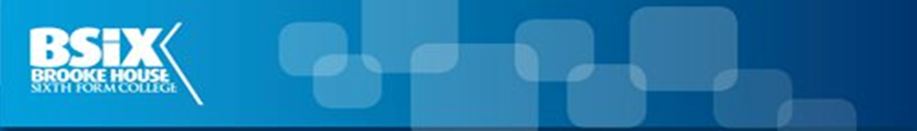 BSiX
BROOKE HOUSE
SIXTH FORM COLLEGE